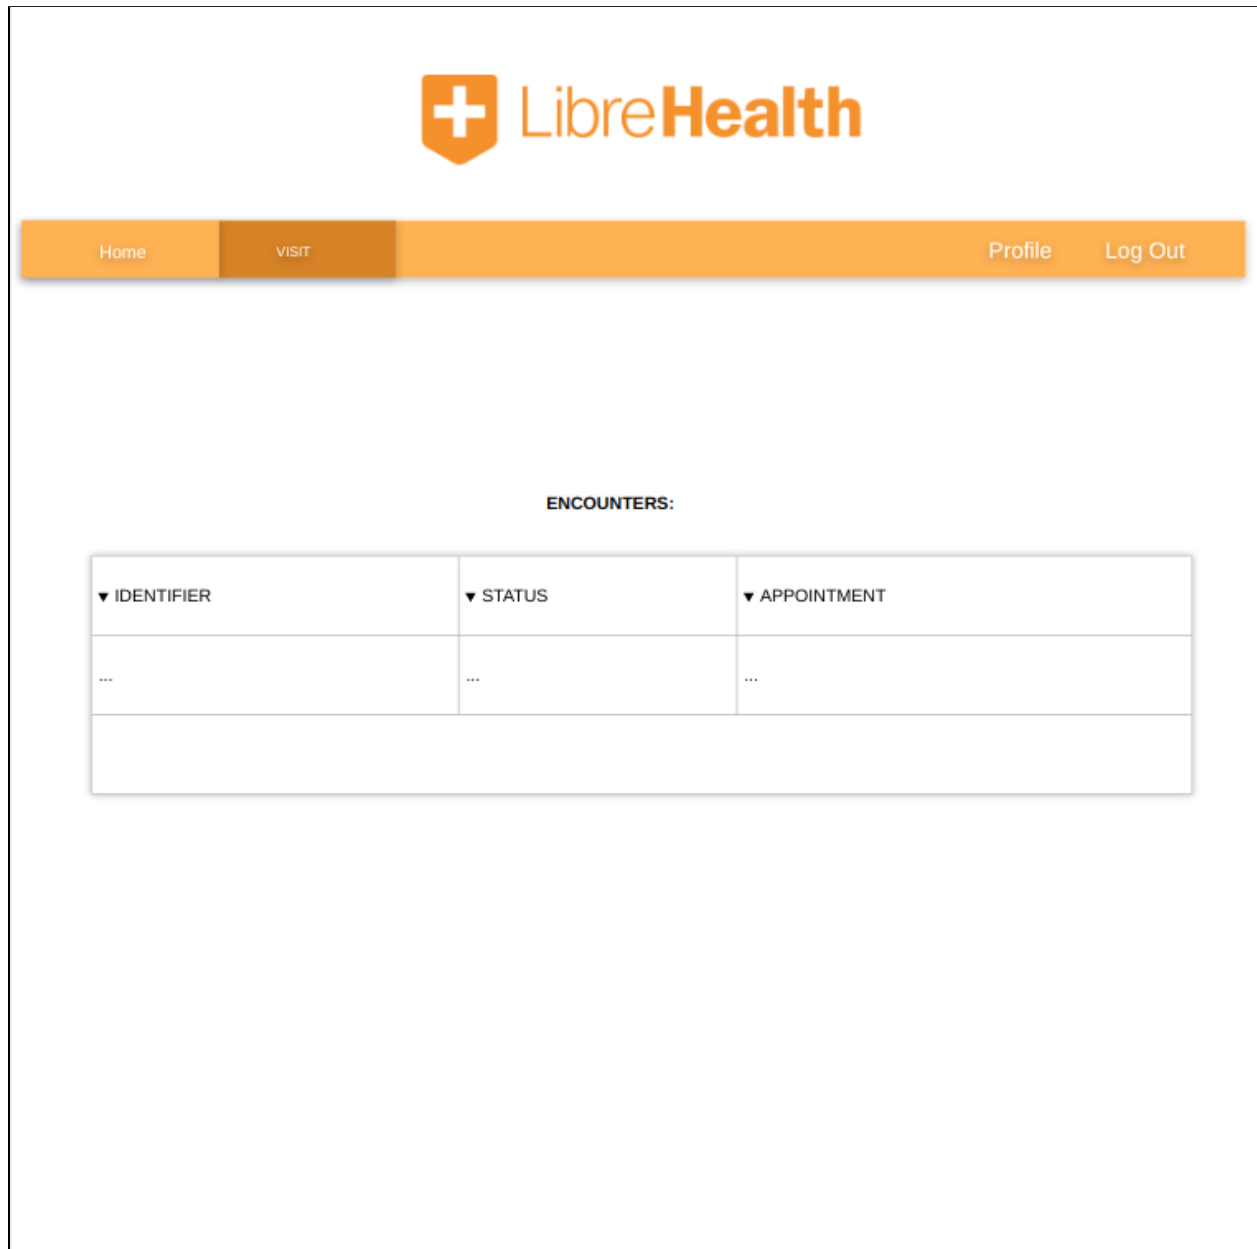 LibreHealth
Home VISIT Profile Log Out
ENCOUNTERS:
▼ IDENTIFIER ▼ STATUS ▼ APPOINTMENT
... ... ...